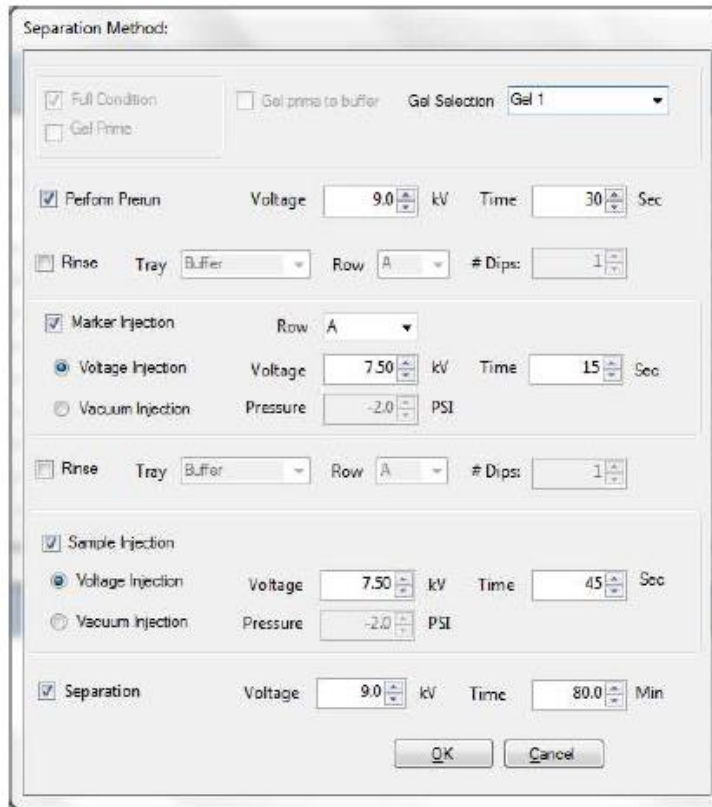 Separation Method:
Full Condition Gel prime to buffer Gel Selection Gel 1
Gel Prime
Perform Prerun Voltage 9.0 kV Time 30 Sec
Rinse Tray Buffer Row A # Dips: 1
Marker Injection Row A
Voltage Injection Voltage 7.50 kV Time 15 Sec
Vacuum Injection Pressure -2.0 PSI
Rinse Tray Buffer Row A # Dips: 1
Sample Injection
Voltage Injection Voltage 7.50 kV Time 45 Sec
Vacuum Injection Pressure -2.0 PSI
Separation Voltage 9.0 kV Time 80.0 Min
OK Cancel